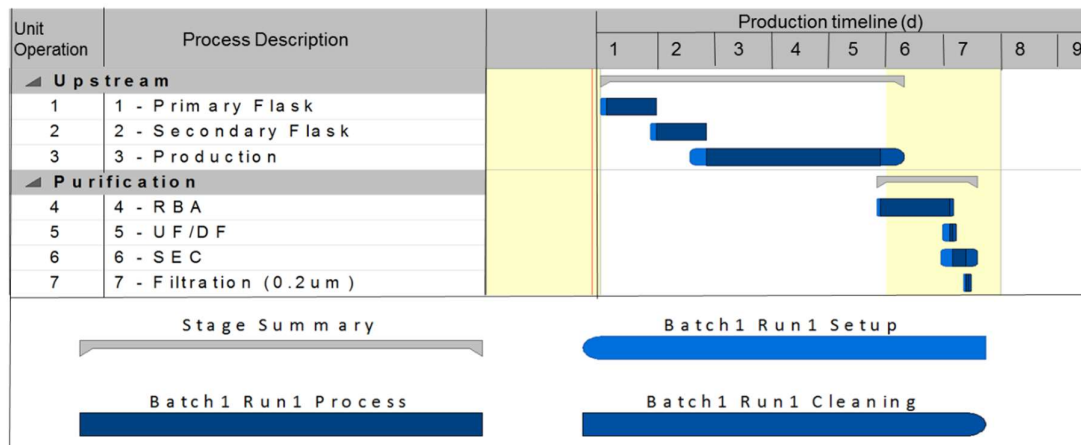 Unit Operation
Process Description
Production timeline (d)
1 2 3 4 5 6 7 8 9
Upstream
1 1 - Primary Flask
2 2 - Secondary Flask
3 3 - Production
Purification
4 4 - RBA
5 5 - UF/DF
6 6 - SEC
7 7 - Filtration (0.2um)
Stage Summary
Batch1 Run1 Setup
Batch1 Run1 Process
Batch1 Run1 Cleaning